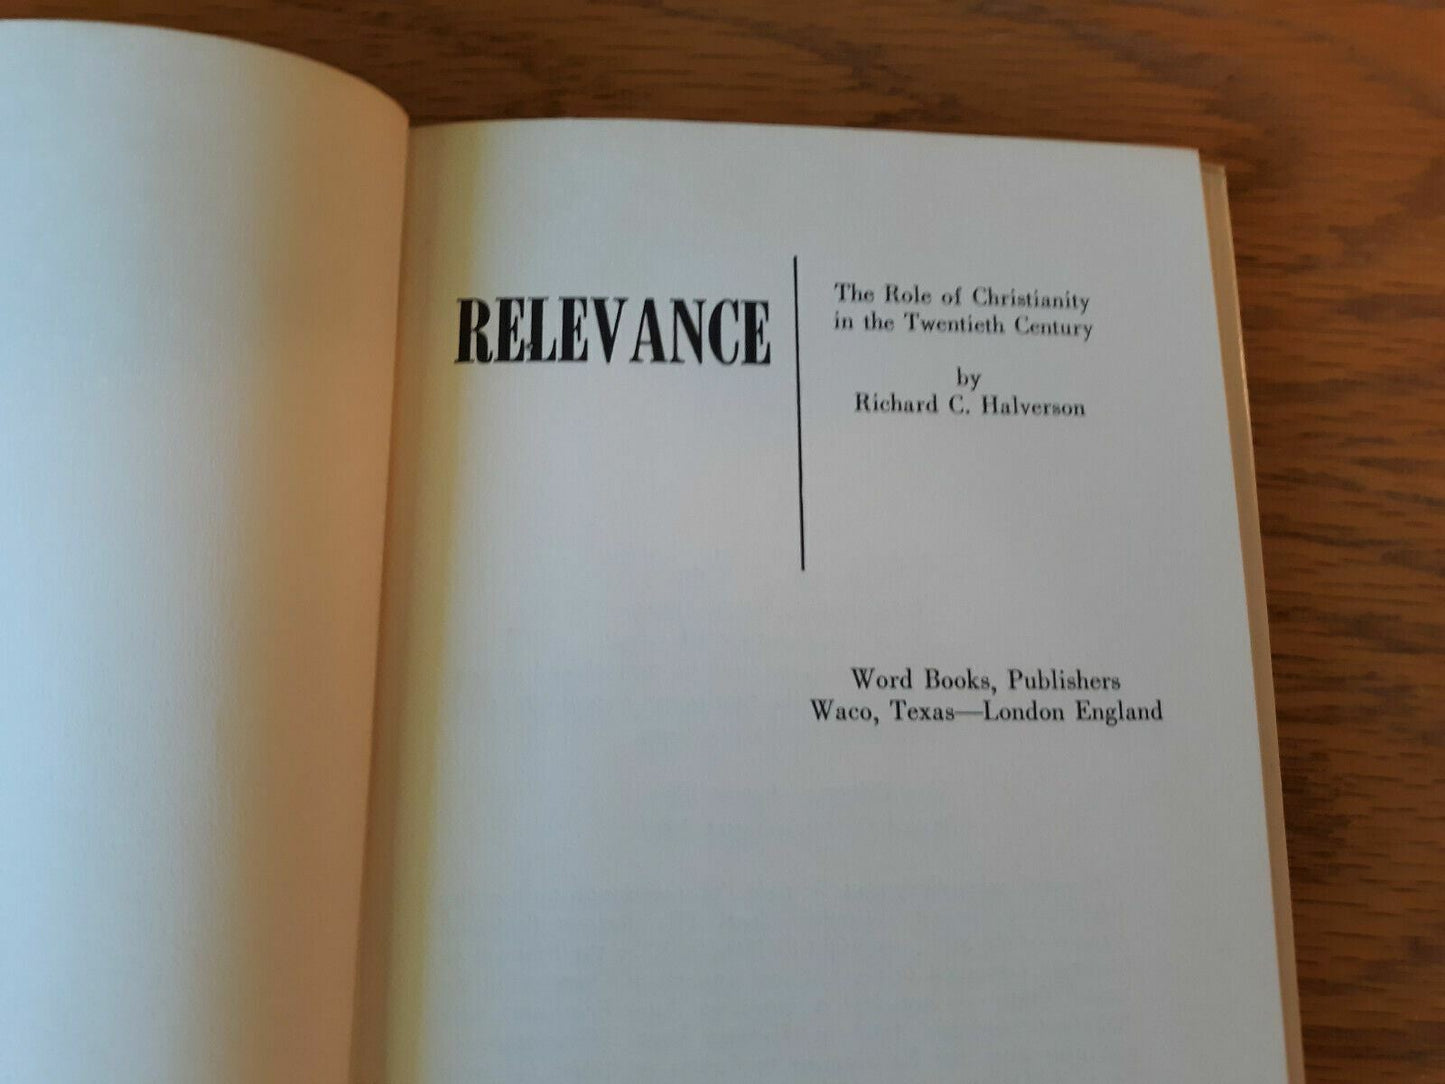 RELEVANCE
The Role of Christianity
in the Twentieth Century
by
Richard C. Halverson
Word Books, Publishers
Waco, Texas—London England